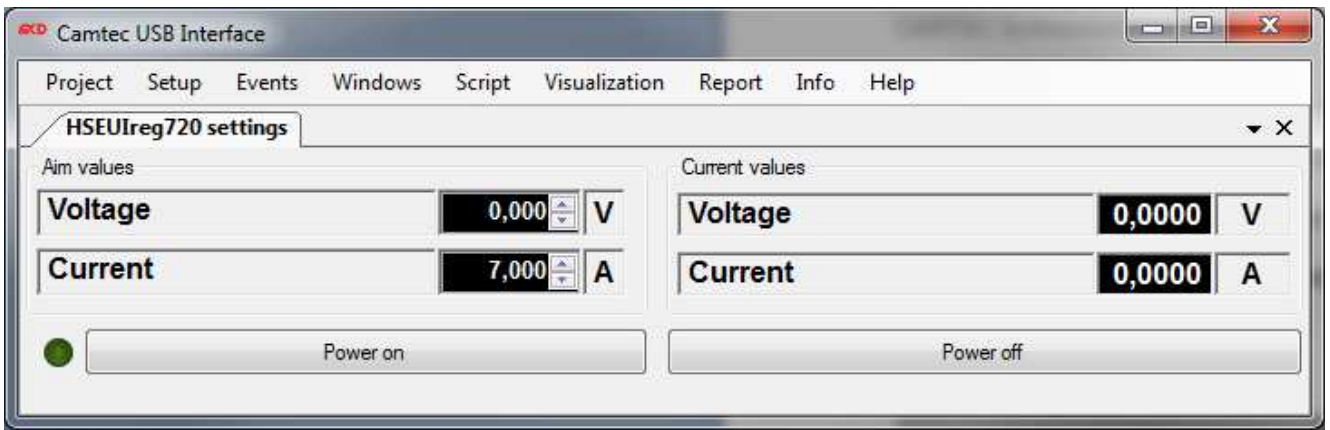 Camtec USB Interface
Project Setup Events Windows Script Visualization Report Info Help
HSEUIreg720 settings
Aim values
Voltage 0,000 V
Current 7,000 A
Current values
Voltage 0,0000 V
Current 0,0000 A
Power on
Power off